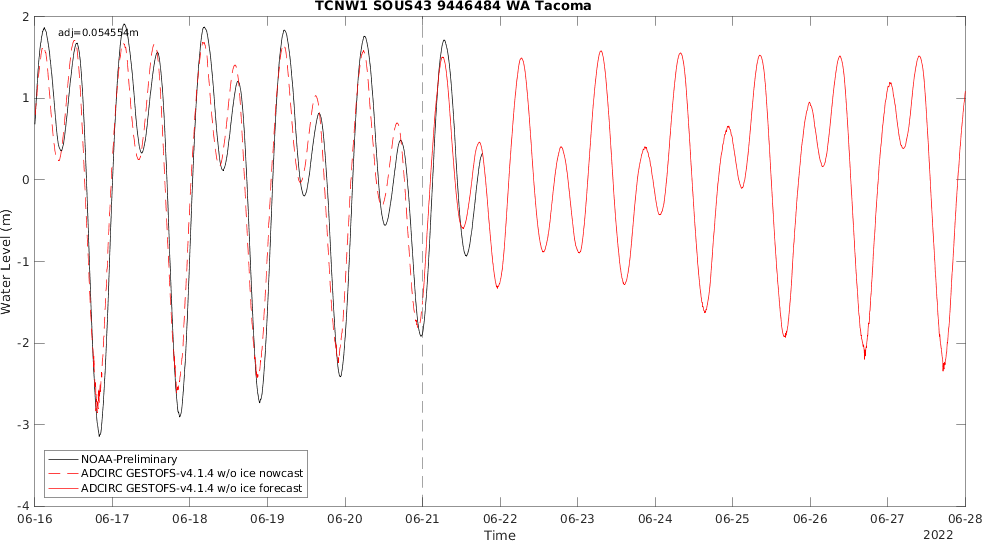 TCNW1 SOUS43 9446484 WA Tacoma
adj=0.054554m
2
1
0
-1
-2
-3
-4
Water Level (m)
NOAA-Preliminary
ADCIRC GESTOFS-v4.1.4 w/o ice nowcast
ADCIRC GESTOFS-v4.1.4 w/o ice forecast
06-16 06-17 06-18 06-19 06-20 06-21 06-22 06-23 06-24 06-25 06-26 06-27 06-28
Time
2022